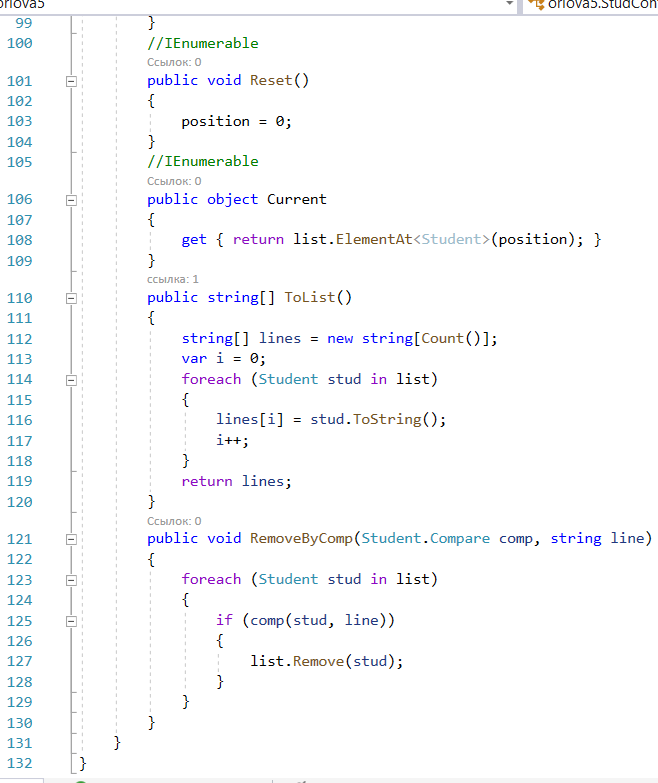 orlova5 orlova5.StudCont
99 }
100 //IEnumerable
Ссылок: 0
101 public void Reset()
102 {
103 position = 0;
104 }
105 //IEnumerable
Ссылок: 0
106 public object Current
107 {
108 get { return list.ElementAt<Student>(position); }
109 }
ссылка: 1
110 public string[] ToList()
111 {
112 string[] lines = new string[Count()];
113 var i = 0;
114 foreach (Student stud in list)
115 {
116 lines[i] = stud.ToString();
117 i++;
118 }
119 return lines;
120 }
Ссылок: 0
121 public void RemoveByComp(Student.Compare comp, string line)
122 {
123 foreach (Student stud in list)
124 {
125 if (comp(stud, line))
126 {
127 list.Remove(stud);
128 }
129 }
130 }
131 }
132 }